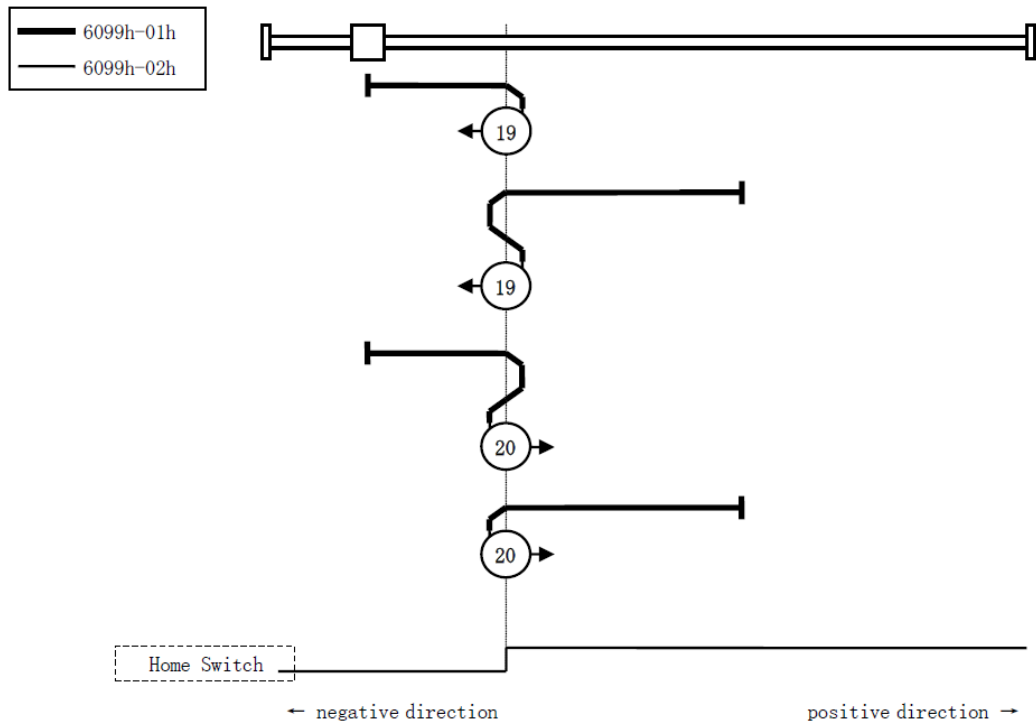 6099h-01h
6099h-02h
19
19
20
20
Home Switch
← negative direction
positive direction →